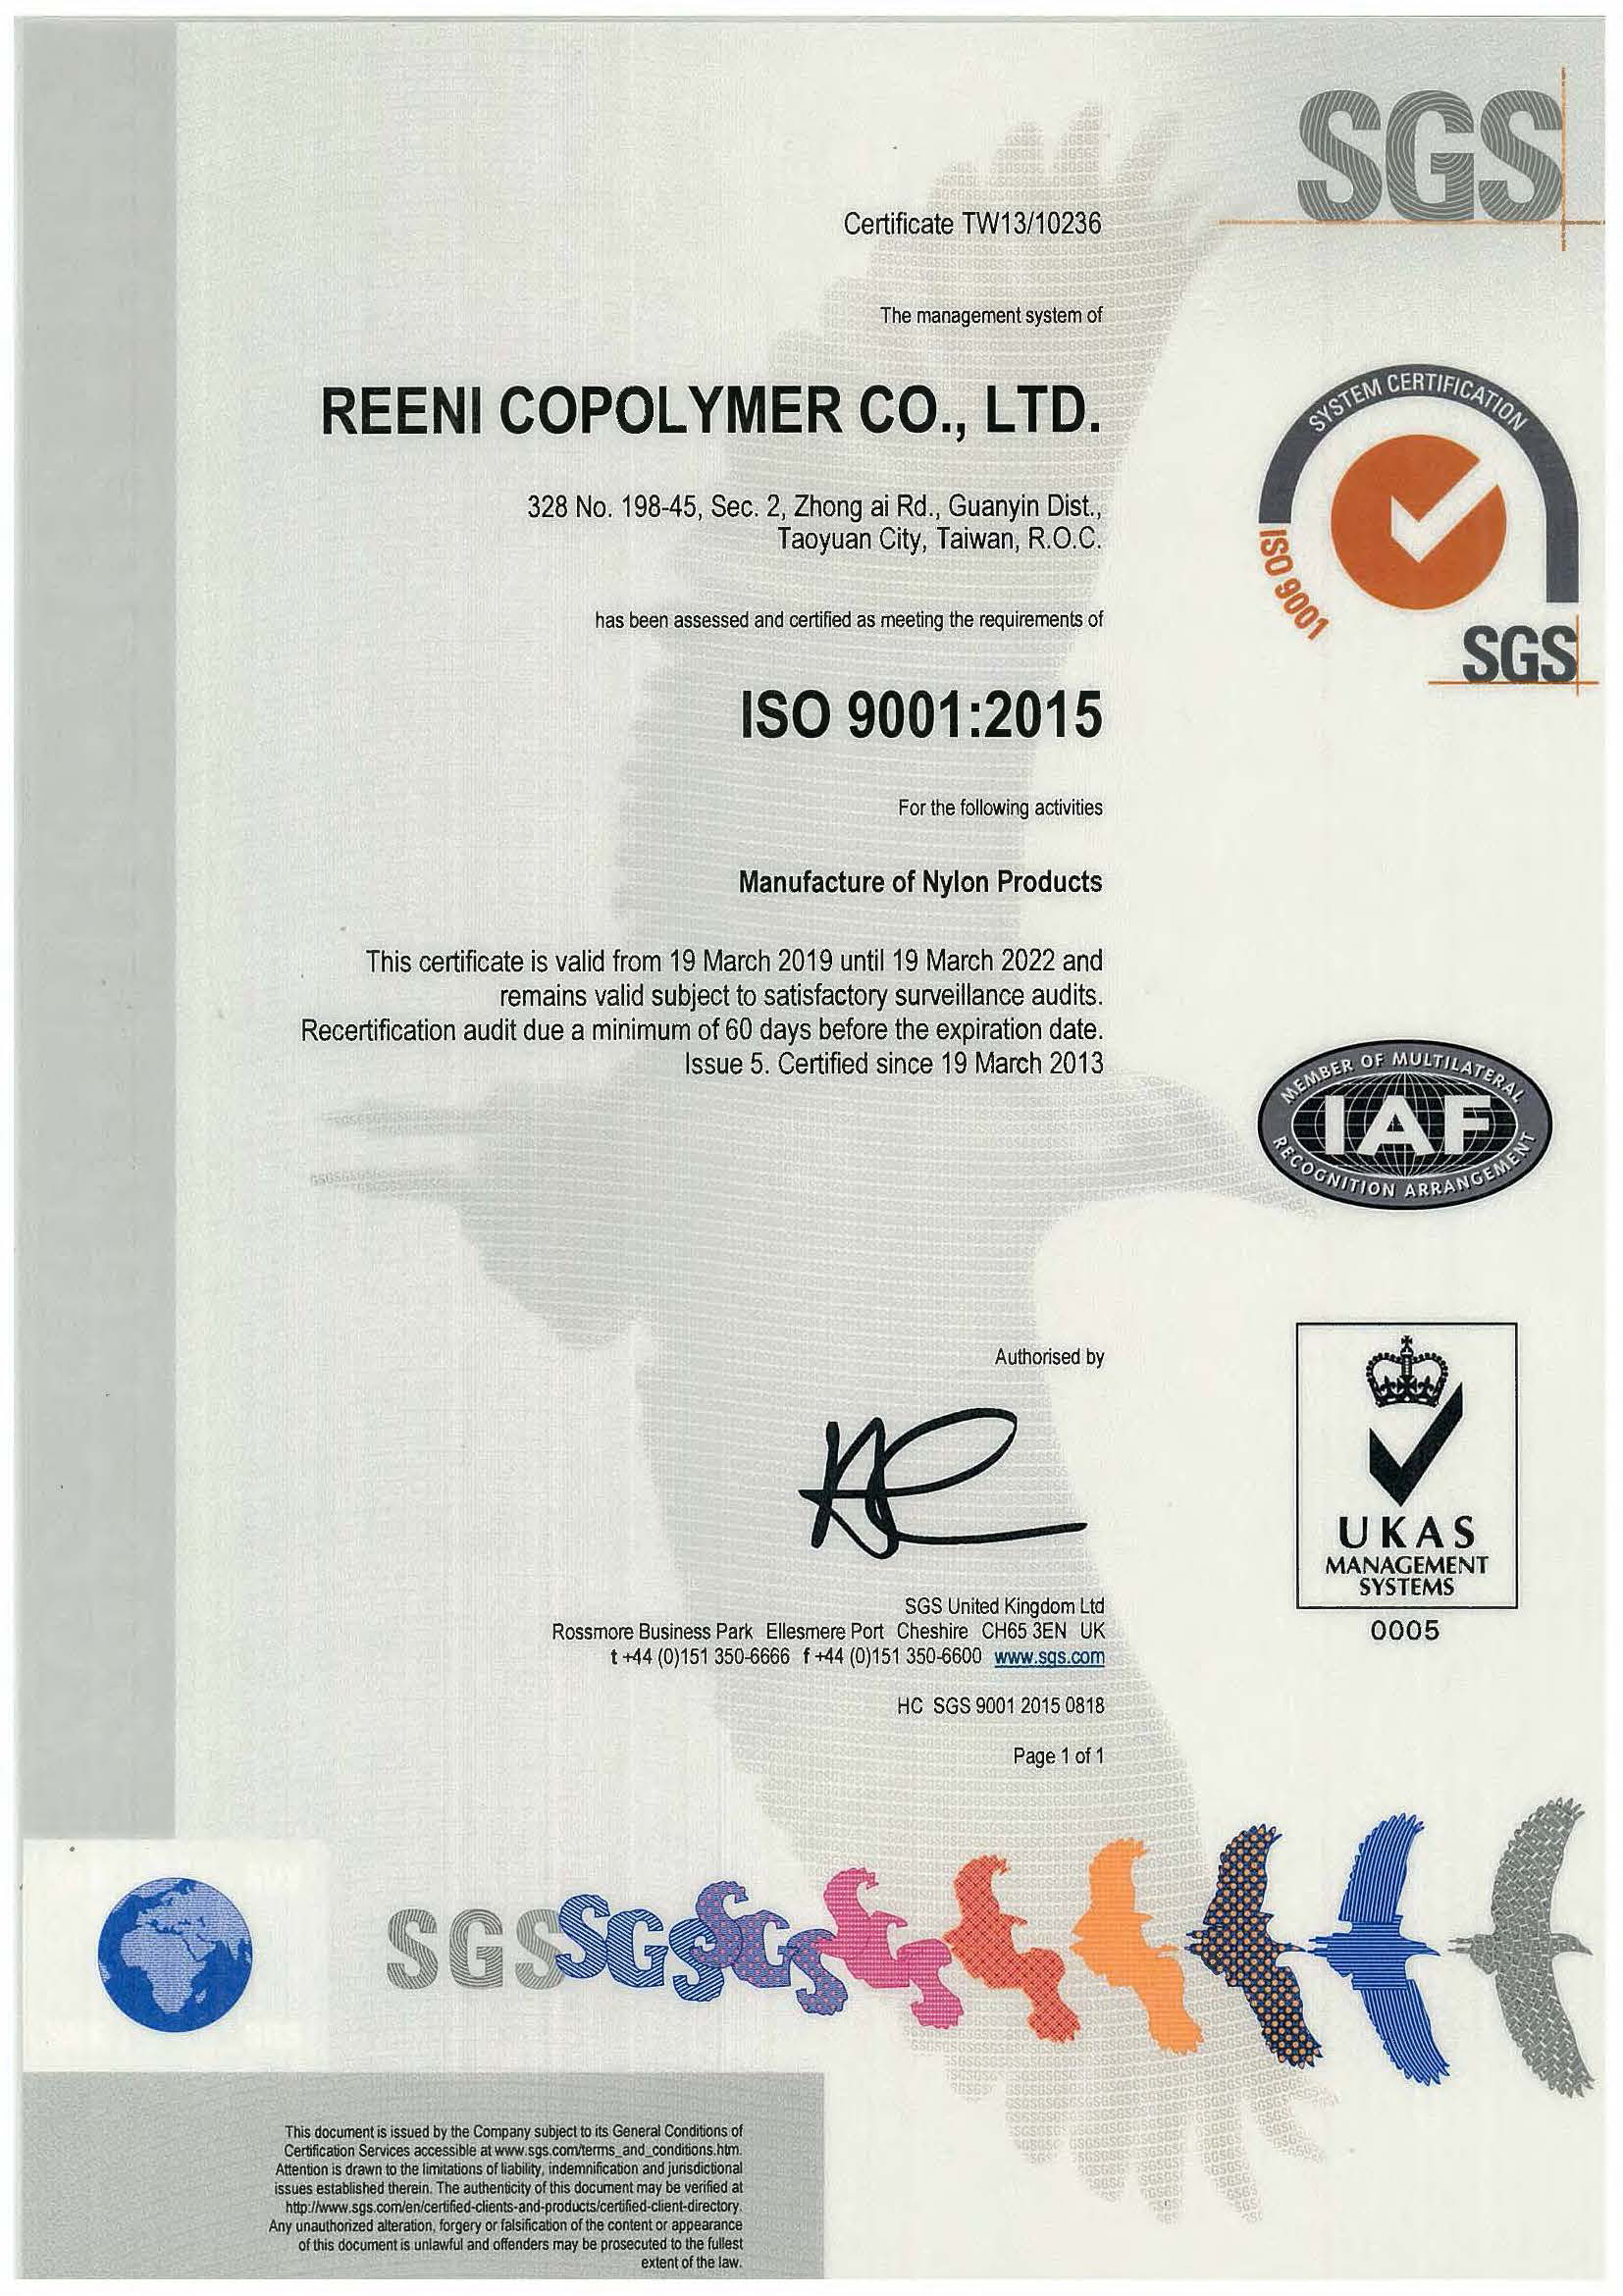 SGS
Certificate TW13/10236
The management system of
REENI COPOLYMER CO., LTD.
328 No. 198-45, Sec. 2, Zhong ai Rd., Guanyin Dist.,
Taoyuan City, Taiwan, R.O.C.
has been assessed and certified as meeting the requirements of
ISO 9001:2015
For the following activities
Manufacture of Nylon Products
This certificate is valid from 19 March 2019 until 19 March 2022 and
remains valid subject to satisfactory surveillance audits.
Recertification audit due a minimum of 60 days before the expiration date.
Issue 5. Certified since 19 March 2013
SYSTEM CERTIFICATION
ISO 9001
SGS
MEMBER OF MULTILATERAL
IAF
RECOGNITION ARRANGEMENT
Authorised by
SGS United Kingdom Ltd
Rossmore Business Park Ellesmere Port Cheshire CH65 3EN UK
t +44 (0)151 350-6666 f +44 (0)151 350-6600 www.sgs.com
HC SGS 9001 2015 0818
Page 1 of 1
UKAS
MANAGEMENT
SYSTEMS
0005
SGS SGS SGS
This document is issued by the Company subject to its General Conditions of
Certification Services accessible at www.sgs.com/terms_and_conditions.htm.
Attention is drawn to the limitations of liability, indemnification and jurisdictional
issues established therein. The authenticity of this document may be verified at
http://www.sgs.com/en/certified-clients-and-products/certified-client-directory.
Any unauthorized alteration, forgery or falsification of the content or appearance
of this document is unlawful and offenders may be prosecuted to the fullest
extent of the law.